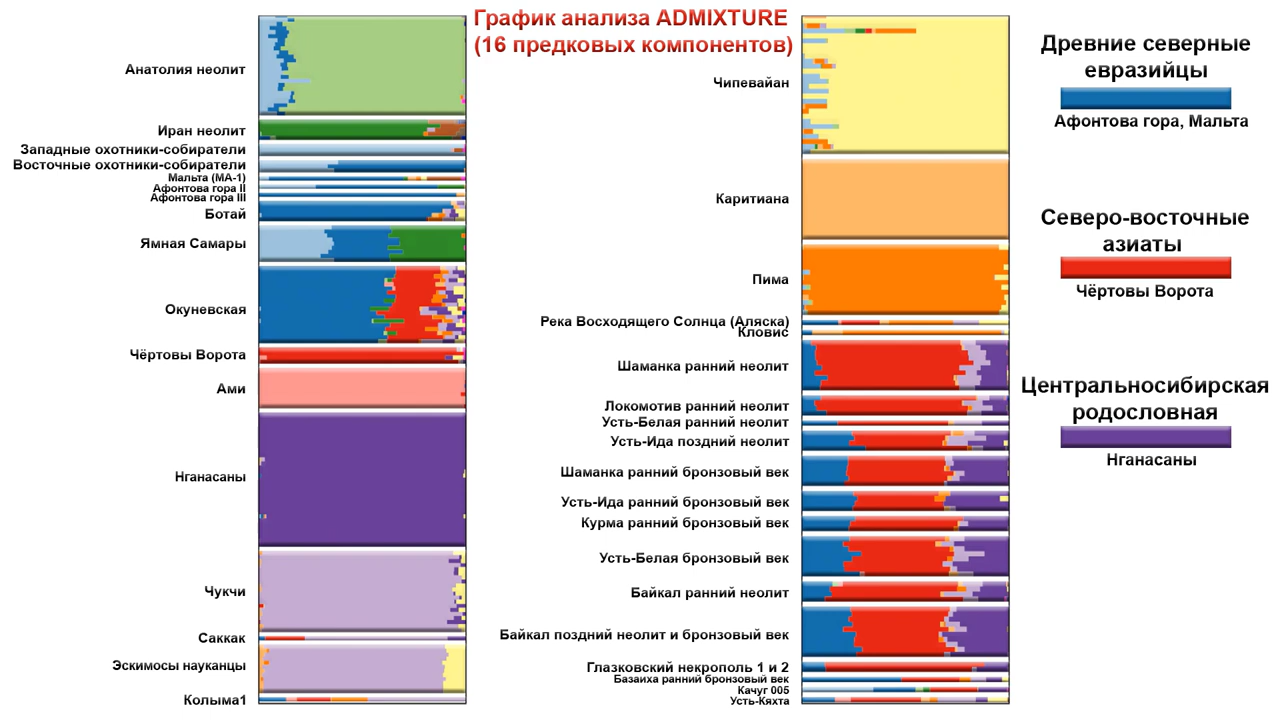 График анализа ADMIXTURE
(16 предковых компонентов)
Анатолия неолит
Иран неолит
Западные охотники-собиратели
Восточные охотники-собиратели
Мальта (МА-1)
Афонтова гора II
Афонтова гора III
Ботай
Ямная Самары
Окуневская
Чёртовы Ворота
Ами
Нганасаны
Чукчи
Саккак
Эскимосы науканцы
Колыма1
Чипевайан
Каритиана
Пима
Река Восходящего Солнца (Аляска)
Кловис
Шаманка ранний неолит
Локомотив ранний неолит
Усть-Белая ранний неолит
Усть-Ида поздний неолит
Шаманка ранний бронзовый век
Усть-Ида ранний бронзовый век
Курма ранний бронзовый век
Усть-Белая бронзовый век
Байкал ранний неолит
Байкал поздний неолит и бронзовый век
Глазковский некрополь 1 и 2
Базаиха ранний бронзовый век
Качуг 005
Усть-Кяхта
Древние северные
евразийцы
Афонтова гора, Мальта
Северо-восточные
азиаты
Чёртовы Ворота
Центральносибирская
родословная
Нганасаны